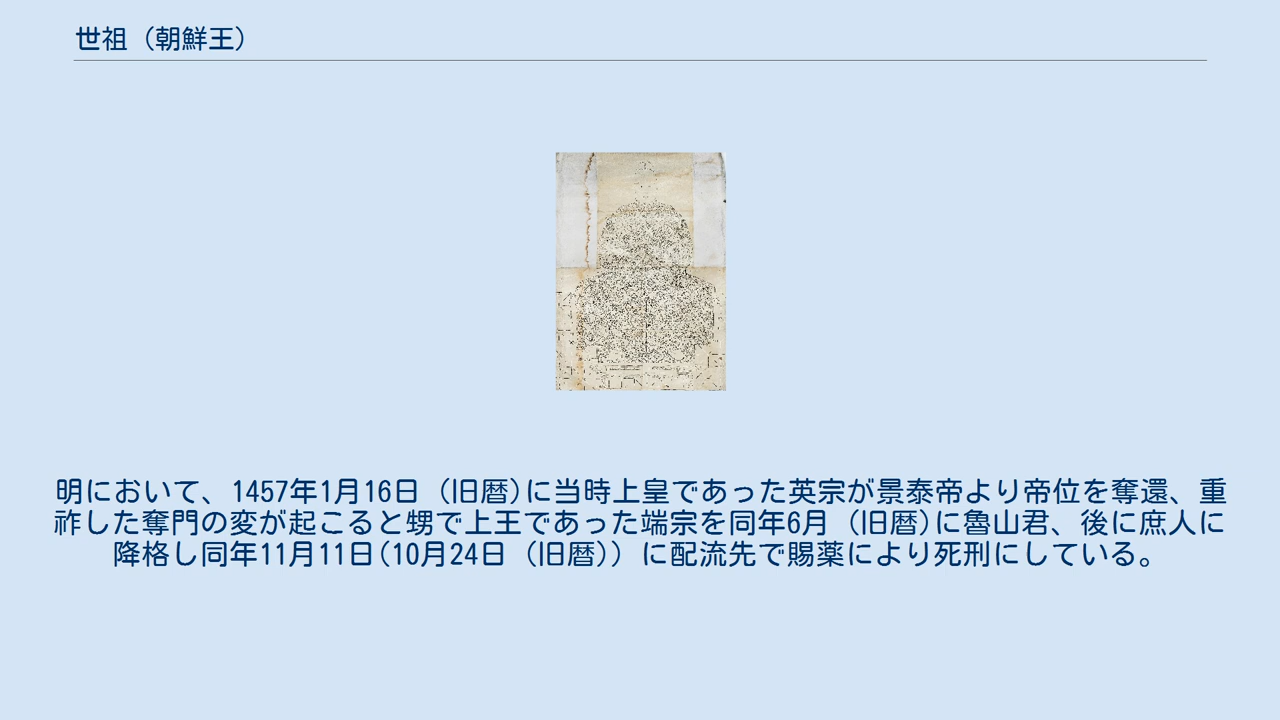 世祖（朝鮮王）
明において、1457年1月16日（旧暦)に当時上皇であった英宗が景泰帝より帝位を奪還、重
祚した奪門の変が起こると甥で上王であった端宗を同年6月（旧暦)に魯山君、後に庶人に
降格し同年11月11日(10月24日（旧暦)）に配流先で賜薬により死刑にしている。